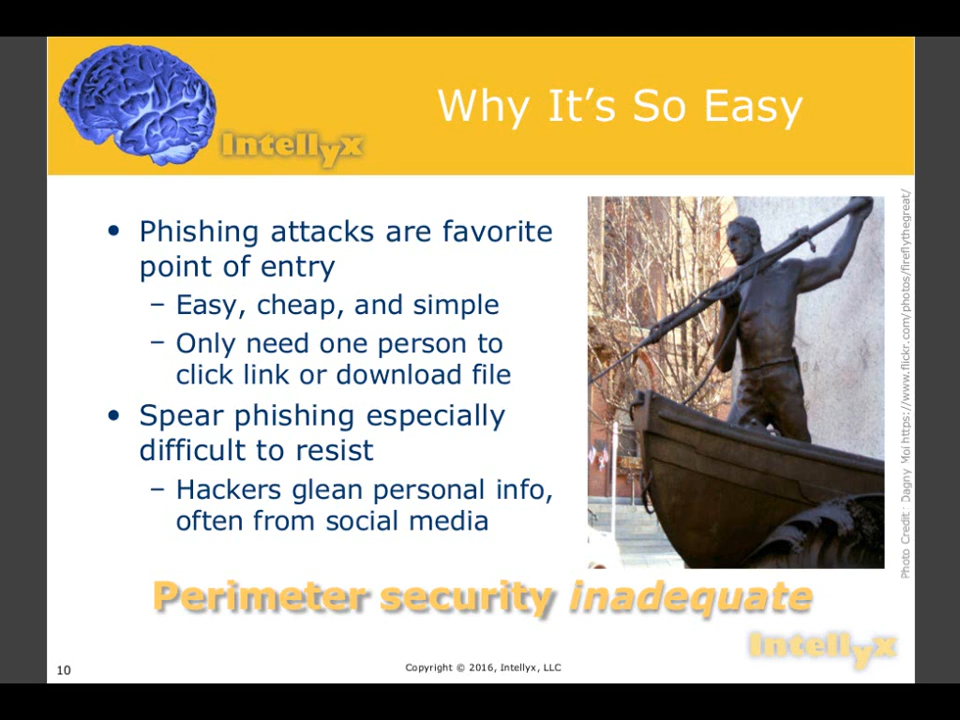 Intellyx
Why It's So Easy
• Phishing attacks are favorite
point of entry
– Easy, cheap, and simple
– Only need one person to
click link or download file
• Spear phishing especially
difficult to resist
– Hackers glean personal info,
often from social media
Photo Credit: Dagny Mol https://www.flickr.com/photos/fireflythegreat/
Perimeter security inadequate
Intellyx
10
Copyright © 2016, Intellyx, LLC